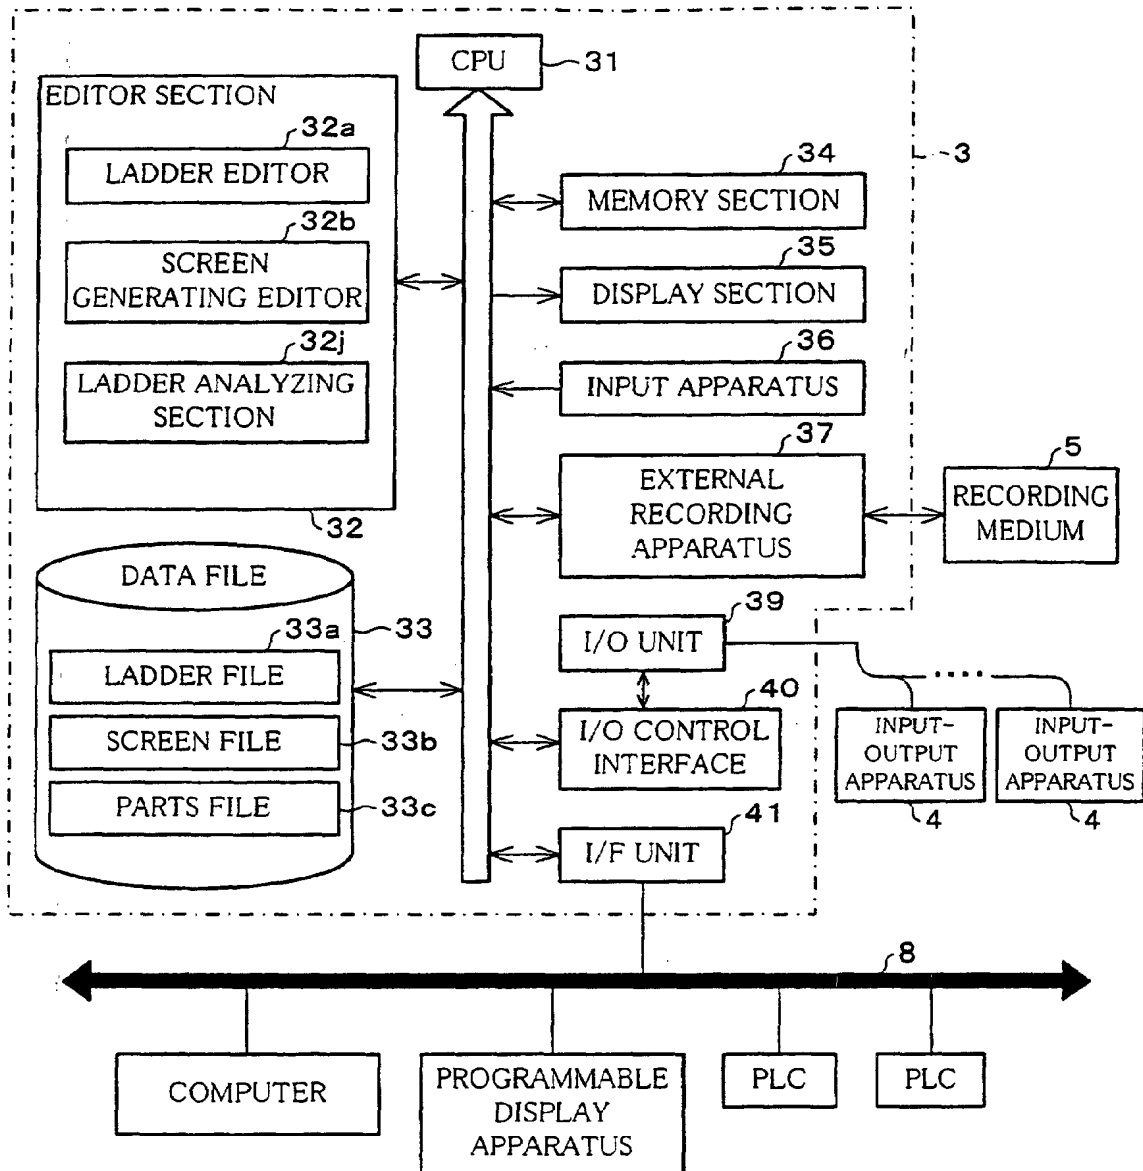 CPU
31
EDITOR SECTION
32a
LADDER EDITOR
32b
SCREEN
GENERATING EDITOR
32j
LADDER ANALYZING
SECTION
32
34
MEMORY SECTION
3
35
DISPLAY SECTION
36
INPUT APPARATUS
37
EXTERNAL
RECORDING
APPARATUS
5
RECORDING
MEDIUM
DATA FILE
33
33a
LADDER FILE
SCREEN FILE
33b
PARTS FILE
33c
39
I/O UNIT
40
I/O CONTROL
INTERFACE
41
I/F UNIT
INPUT-
OUTPUT
APPARATUS
4
INPUT-
OUTPUT
APPARATUS
4
8
COMPUTER
PROGRAMMABLE
DISPLAY
APPARATUS
PLC
PLC